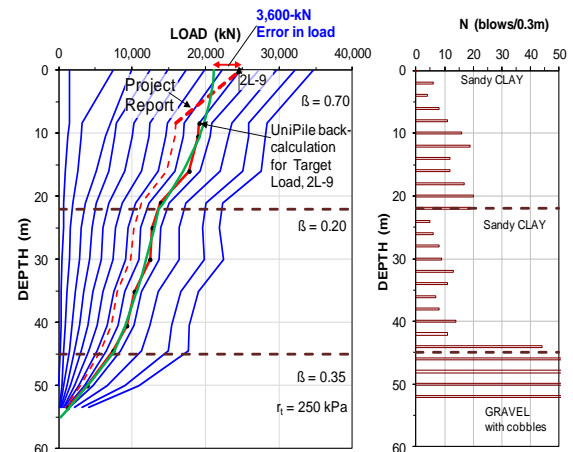 3,600-kN
Error in load
LOAD (kN)
0 10,000 20,000 30,000 40,000
2L-9
Project
Report
ß = 0.70
UniPile back-
calculation
for Target
Load, 2L-9
ß = 0.20
ß = 0.35
rt = 250 kPa
DEPTH (m)
0
10
20
30
40
50
60
N (blows/0.3m)
0 10 20 30 40 50
Sandy CLAY
Sandy CLAY
GRAVEL
with cobbles
DEPTH (m)
0
10
20
30
40
50
60